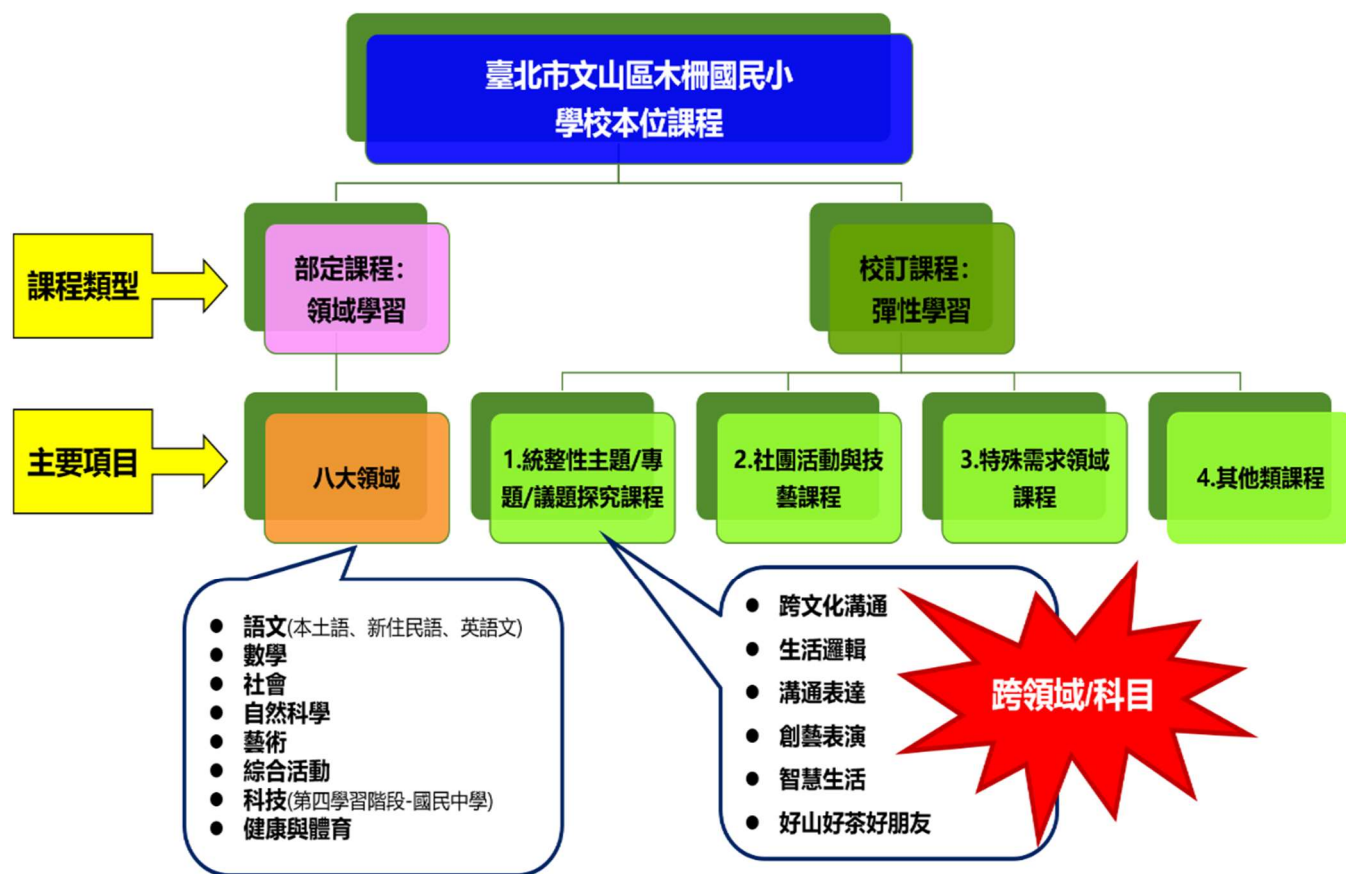 臺北市文山區木柵國民小
學校本位課程
課程類型
部定課程:
領域學習
校訂課程:
彈性學習
主要項目
八大領域
1.統整性主題/專
題/議題探究課程
2.社團活動與技
藝課程
3.特殊需求領域
課程
4.其他類課程
● 語文(本土語、新住民語、英語文)
● 數學
● 社會
● 自然科學
● 藝術
● 綜合活動
● 科技(第四學習階段-國民中學)
● 健康與體育
● 跨文化溝通
● 生活邏輯
● 溝通表達
● 創藝表演
● 智慧生活
● 好山好茶好朋友
跨領域/科目